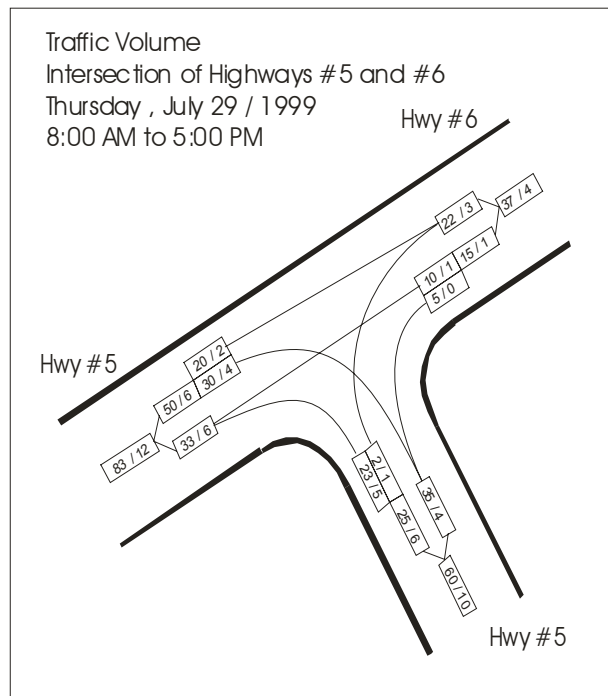 Traffic Volume
Intersection of Highways #5 and #6
Thursday , July 29 / 1999
8:00 AM to 5:00 PM
Hwy #6
37 / 4
22 / 3
15 / 1
10 / 1
5 / 0
Hwy #5
20 / 2
30 / 4
50 / 6
33 / 6
83 / 12
2 / 1
23 / 5
25 / 6
35 / 4
60 / 10
Hwy #5